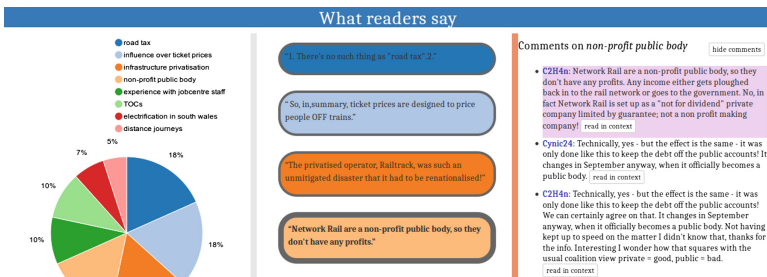 What readers say
road tax
influence over ticket prices
infrastructure privatisation
non-profit public body
experience with jobcentre staff
TOCs
electrification in south wales
distance journeys
5%
7%
18%
10%
10%
18%
"1. There's no such thing as "road tax".2."
" So, in,summary, ticket prices are designed to price
people OFF trains."
"The privatised operator, Railtrack, was such an
unmitigated disaster that it had to be renationalised!"
"Network Rail are a non-profit public body, so they
don't have any profits."
Comments on non-profit public body
hide comments
C2H4n: Network Rail are a non-profit public body, so they
don't have any profits. Any income either gets ploughed
back in to the rail network or goes to the government. No, in
fact Network Rail is set up as a "not for dividend" private
company limited by guarantee; not a non profit making
company! read in context
Cynic24: Technically, yes - but the effect is the same - it was
only done like this to keep the debt off the public accounts! It
changes in September anyway, when it officially becomes a
public body. read in context
C2H4n: Technically, yes - but the effect is the same - it was
only done like this to keep the debt off the public accounts!
We can certainly agree on that. It changes in September
anyway, when it officially becomes a public body. Not having
kept up to speed on the matter I didn't know that, thanks for
the info. Interesting I wonder how that squares with the
usual coalition view private = good, public = bad.
read in context